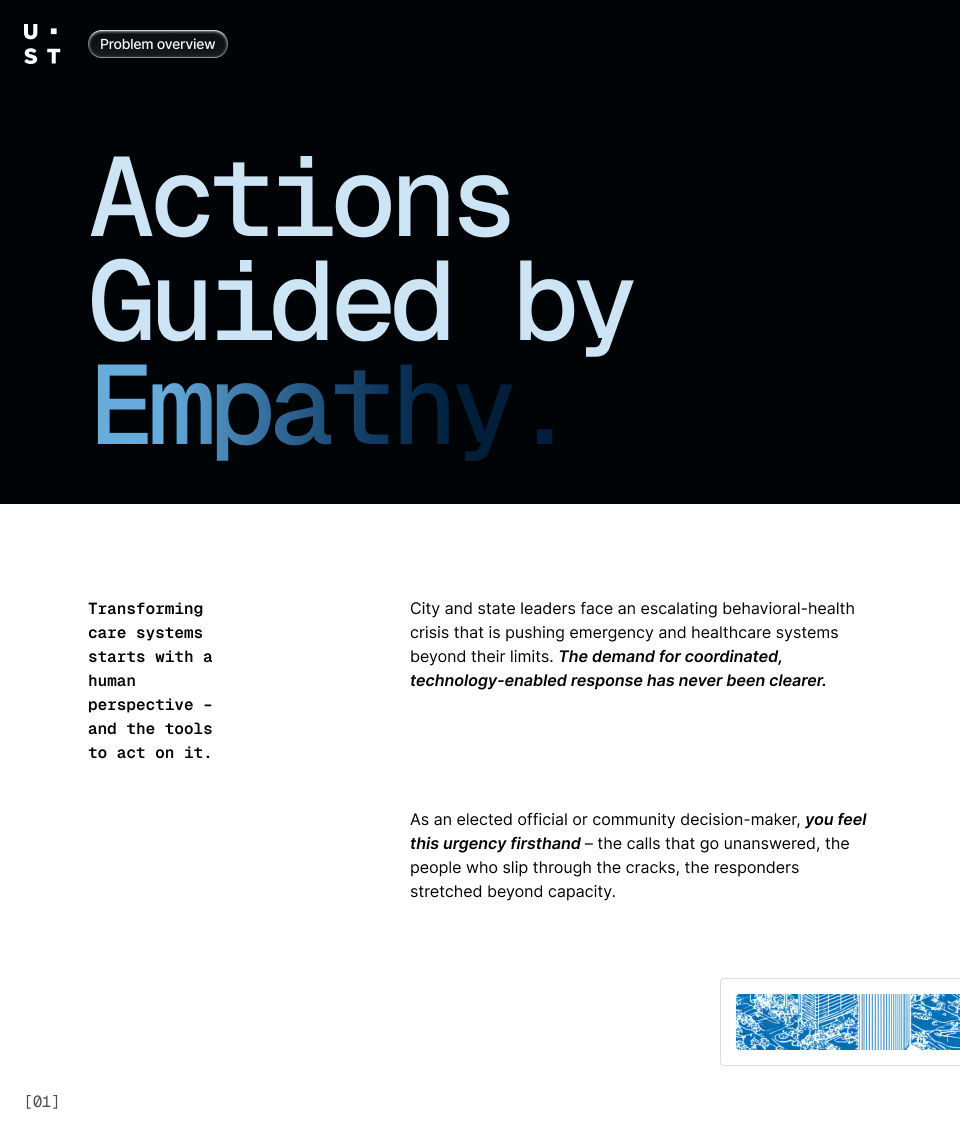 U ·
ST
Problem overview
Actions
Guided by
Empathy.
Transforming
care systems
starts with a
human
perspective –
and the tools
to act on it.
City and state leaders face an escalating behavioral-health
crisis that is pushing emergency and healthcare systems
beyond their limits. The demand for coordinated,
technology-enabled response has never been clearer.
As an elected official or community decision-maker, you feel
this urgency firsthand – the calls that go unanswered, the
people who slip through the cracks, the responders
stretched beyond capacity.
[01]